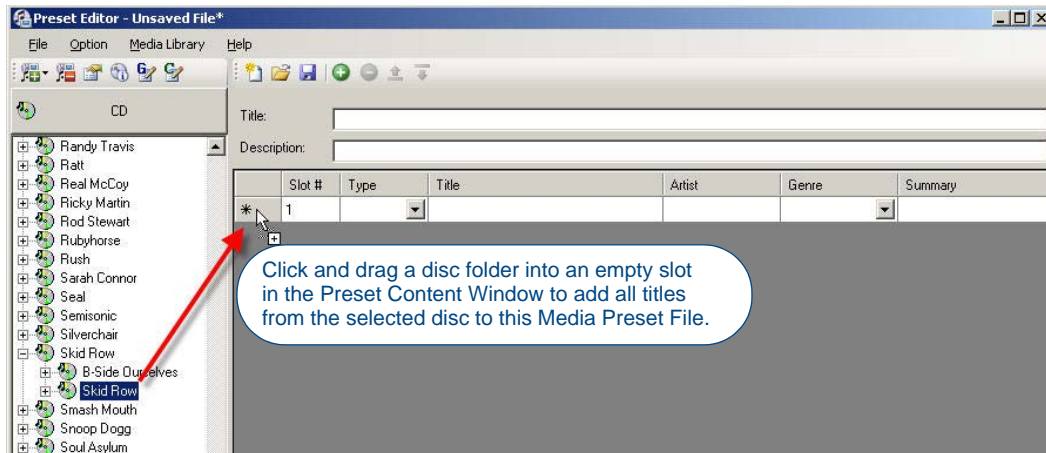 Preset Editor - Unsaved File*
File Option Media Library Help
CD
Title:
Description:
Slot # Type Title Artist Genre Summary
* 1
Randy Travis
Ratt
Real McCoy
Ricky Martin
Rod Stewart
Rubyhorse
Rush
Sarah Connor
Seal
Semisonic
Silverchair
Skid Row
B-Side Ourselves
Skid Row
Smash Mouth
Snoop Dogg
Soul Asylum
Click and drag a disc folder into an empty slot
in the Preset Content Window to add all titles
from the selected disc to this Media Preset File.